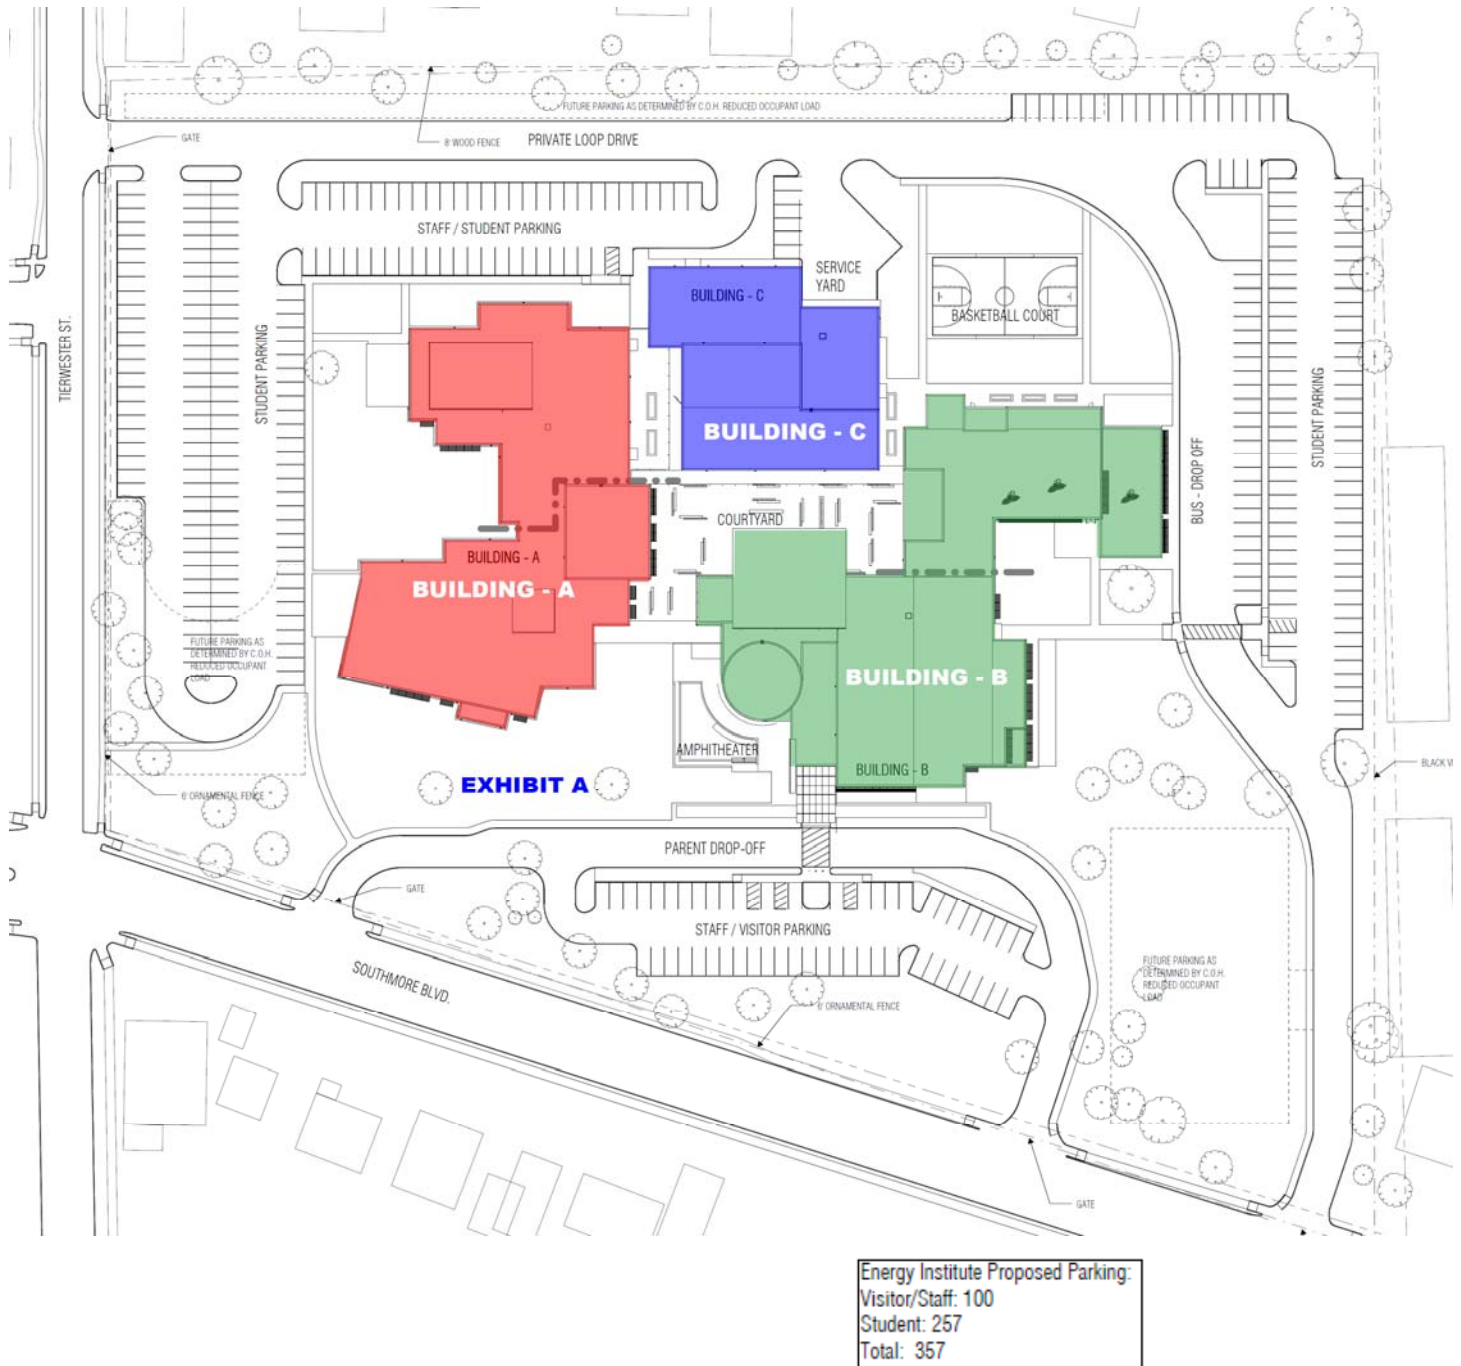 FUTURE PARKING AS DETERMINED BY C.O.H. REDUCED OCCUPANT LOAD
GATE
8' WOOD FENCE
PRIVATE LOOP DRIVE
STAFF / STUDENT PARKING
SERVICE
YARD
BUILDING - C
BASKETBALL COURT
TIERWESTER ST.
STUDENT PARKING
STUDENT PARKING
BUILDING - C
BUS - DROP OFF
COURTYARD
BUILDING - A
BUILDING - A
FUTURE PARKING AS
DETERMINED BY C.O.H.
REDUCED OCCUPANT
LOAD
BUILDING - B
AMPHITHEATER
BUILDING - B
EXHIBIT A
6' ORNAMENTAL FENCE
BLACK VI
PARENT DROP-OFF
GATE
STAFF / VISITOR PARKING
SOUTHMORE BLVD.
FUTURE PARKING AS
DETERMINED BY C.O.H.
REDUCED OCCUPANT
LOAD
6' ORNAMENTAL FENCE
GATE
Energy Institute Proposed Parking:
Visitor/Staff: 100
Student: 257
Total: 357